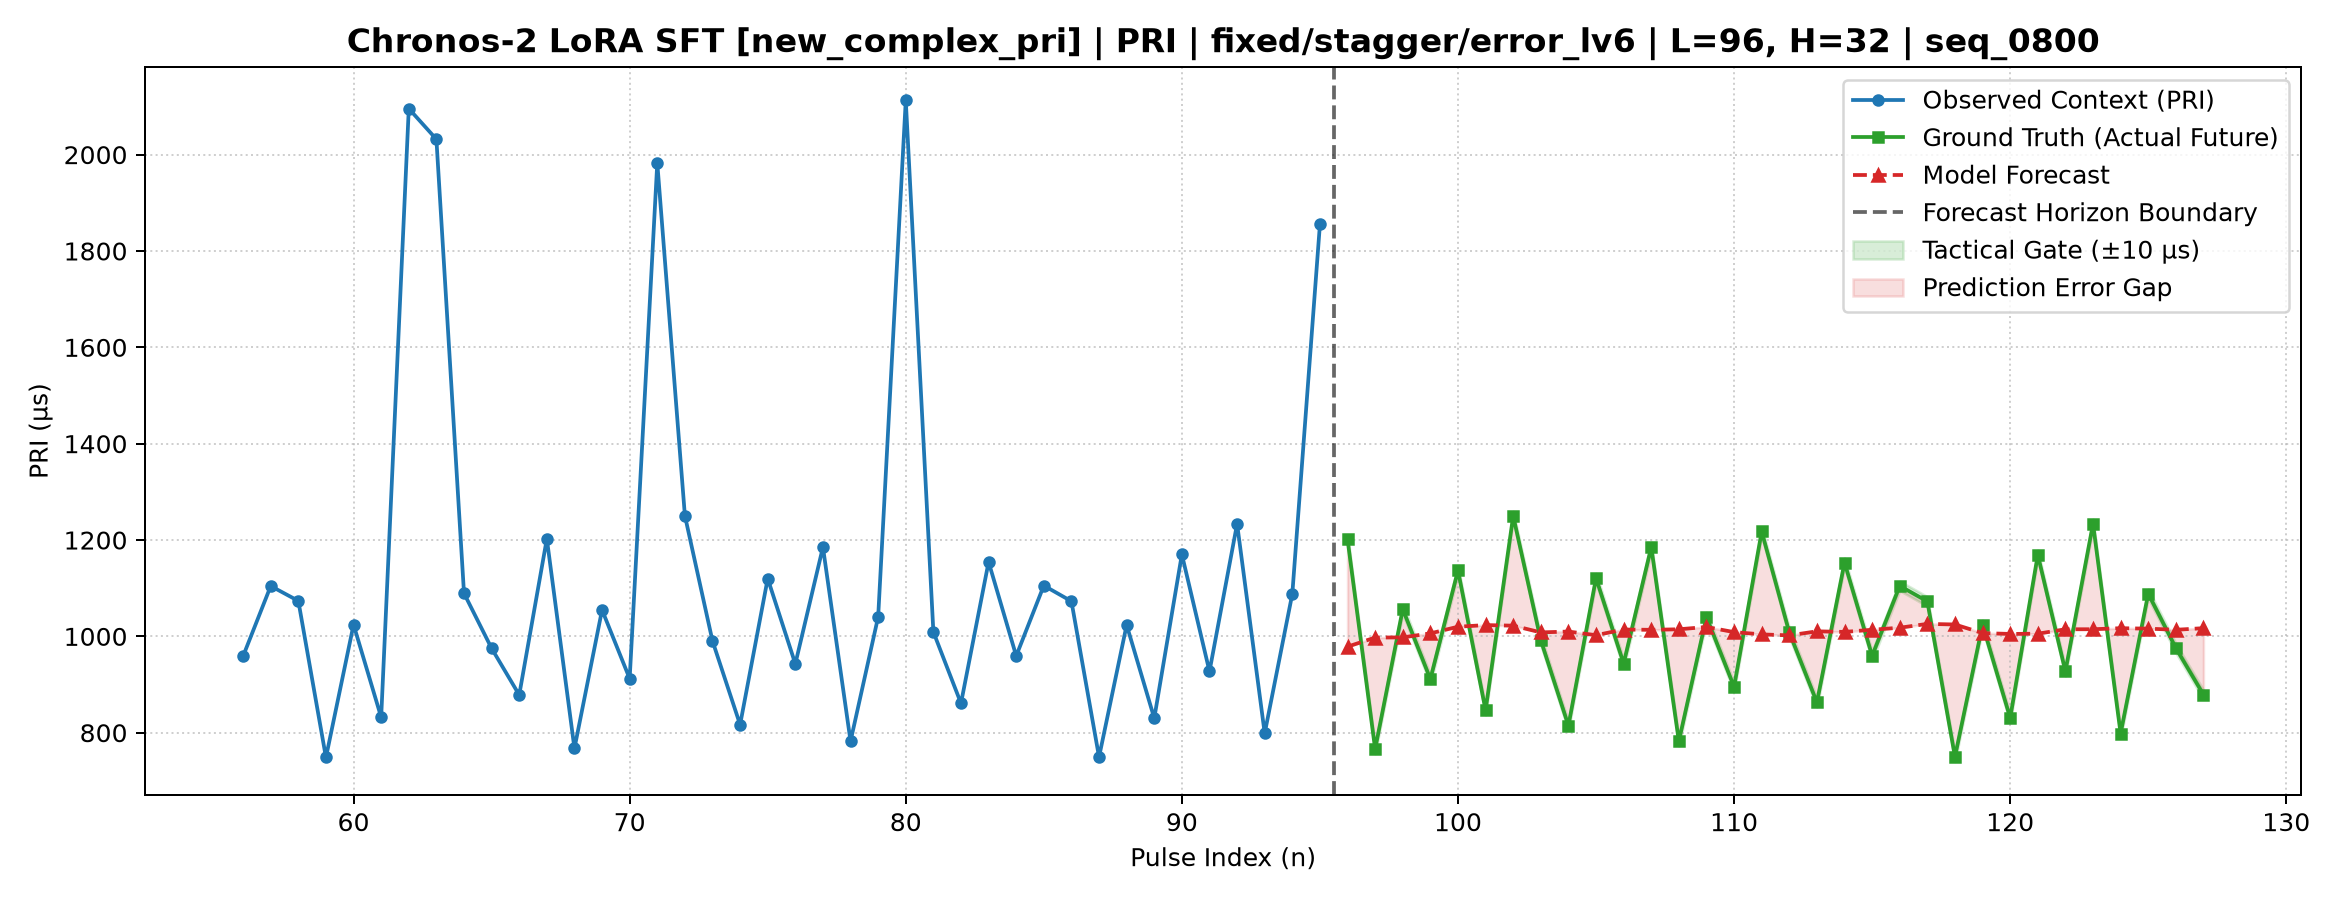 Chronos-2 LoRA SFT [new_complex_pri] | PRI | fixed/stagger/error_lv6 | L=96, H=32 | seq_0800
Observed Context (PRI)
Ground Truth (Actual Future)
Model Forecast
Forecast Horizon Boundary
Tactical Gate (±10 µs)
Prediction Error Gap
PRI (µs)
2000
1800
1600
1400
1200
1000
800
60 70 80 90 100 110 120 130
Pulse Index (n)